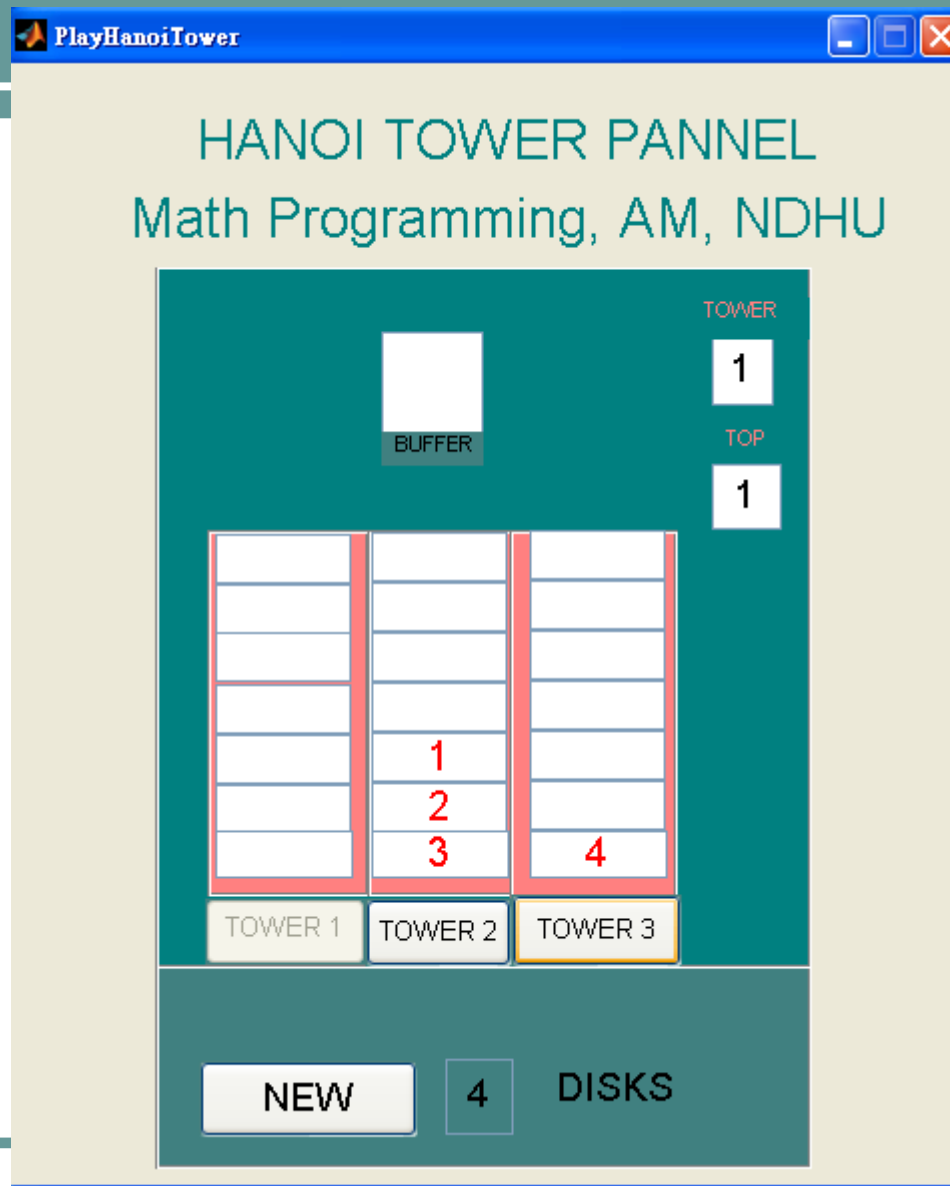 PlayHanoiTower
HANOI TOWER PANNEL
Math Programming, AM, NDHU
TOWER
1
BUFFER
TOP
1
1
2
3 4
TOWER 1 TOWER 2 TOWER 3
NEW 4 DISKS